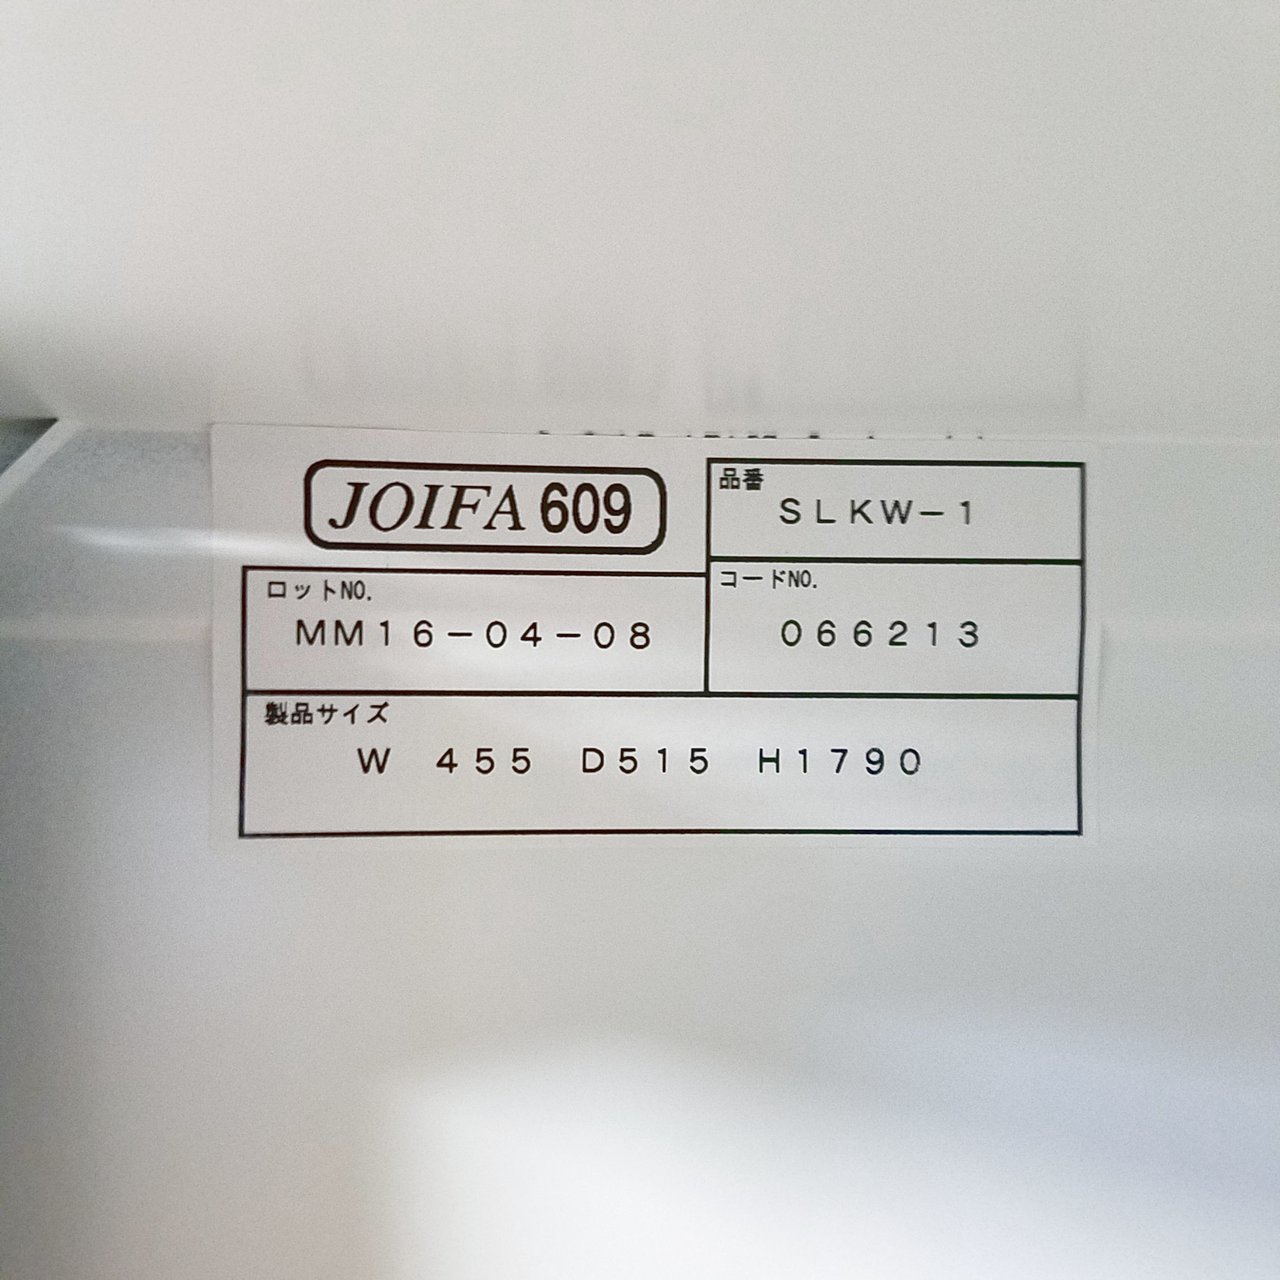 JOIFA 609
品番
SLKW-1
ロットNO.
MM16-04-08
コードNO.
066213
製品サイズ
W 455 D515 H1790